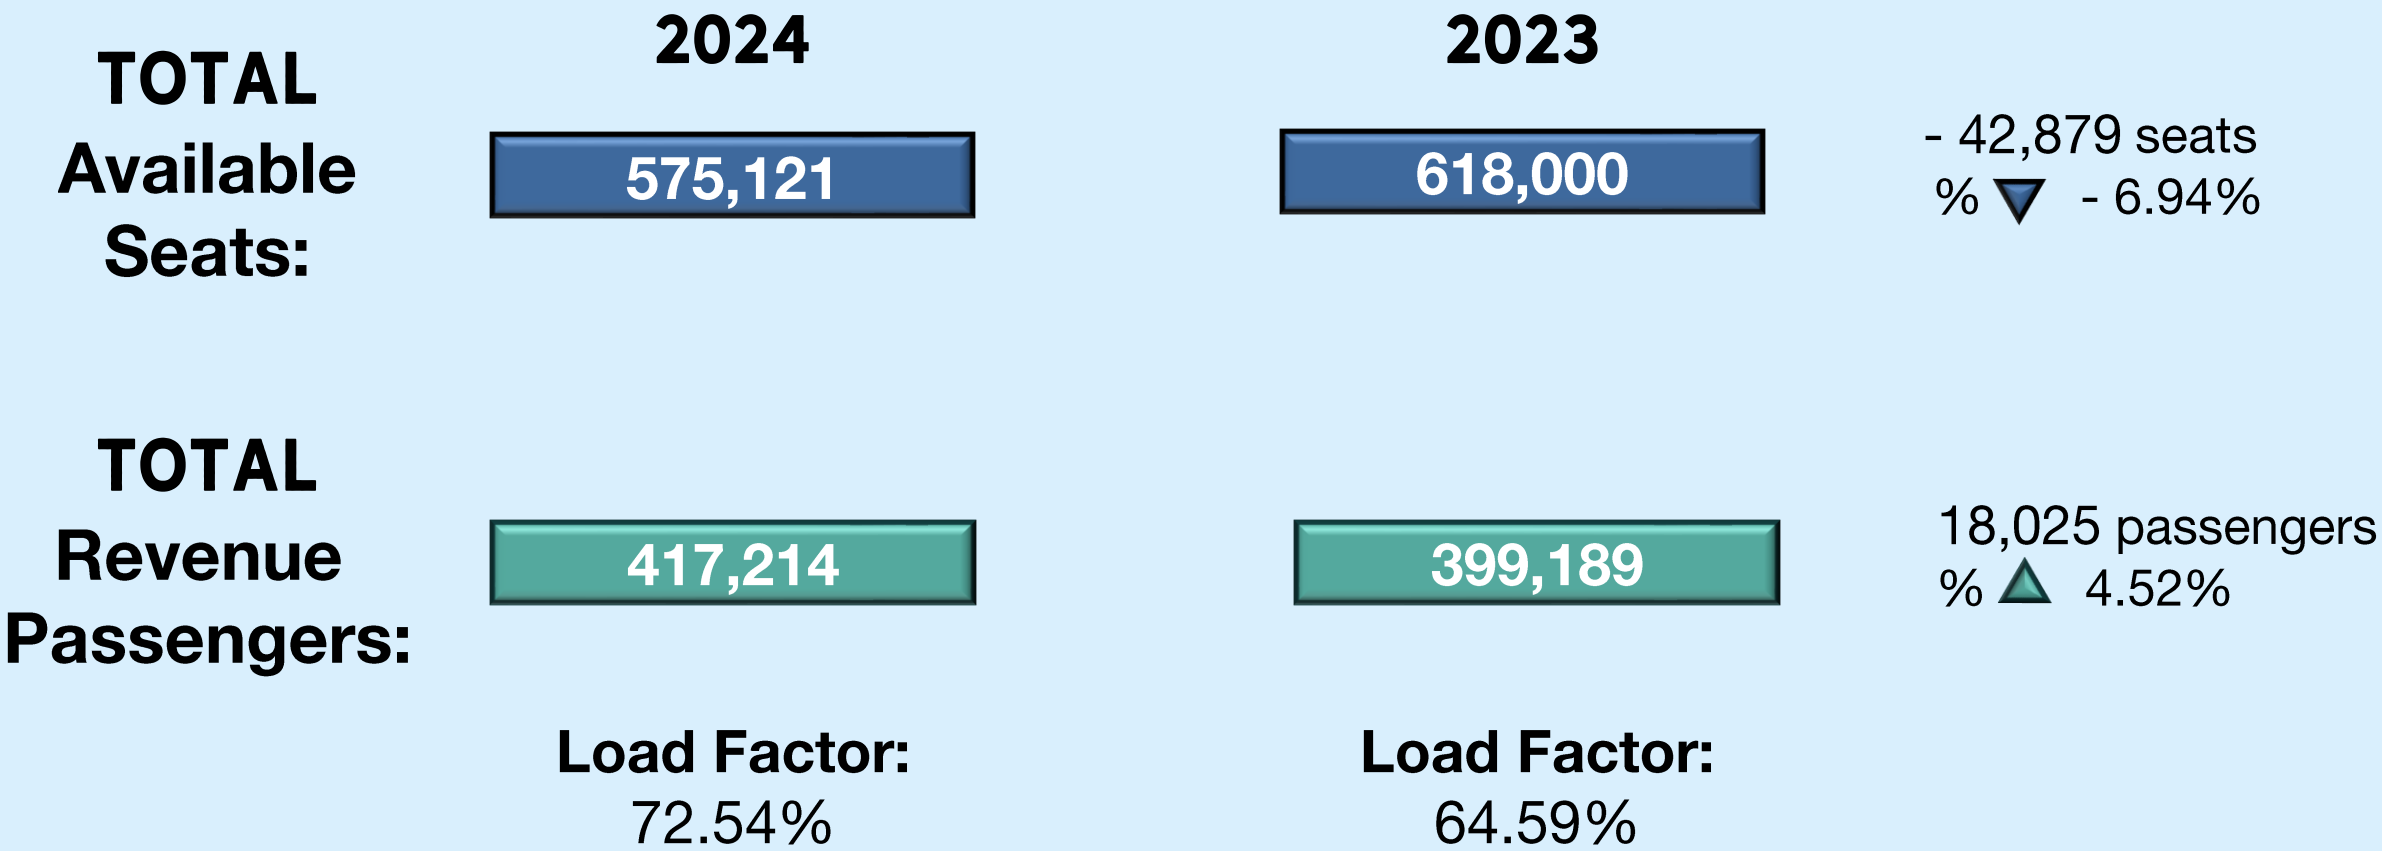 2024
2023
TOTAL
Available
Seats:
575,121
618,000
- 42,879 seats
% - 6.94%
TOTAL
Revenue
Passengers:
417,214
399,189
18,025 passengers
% 4.52%
Load Factor:
72.54%
Load Factor:
64.59%